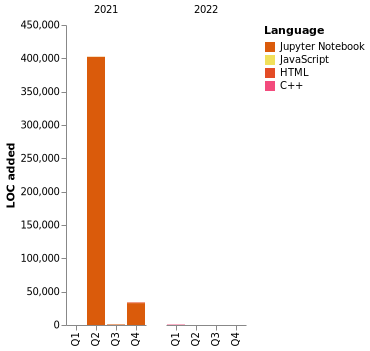 2021 2022
Language
Jupyter Notebook
JavaScript
HTML
C++
LOC added
450,000
400,000
350,000
300,000
250,000
200,000
150,000
100,000
50,000
0
Q1 Q2 Q3 Q4 Q1 Q2 Q3 Q4